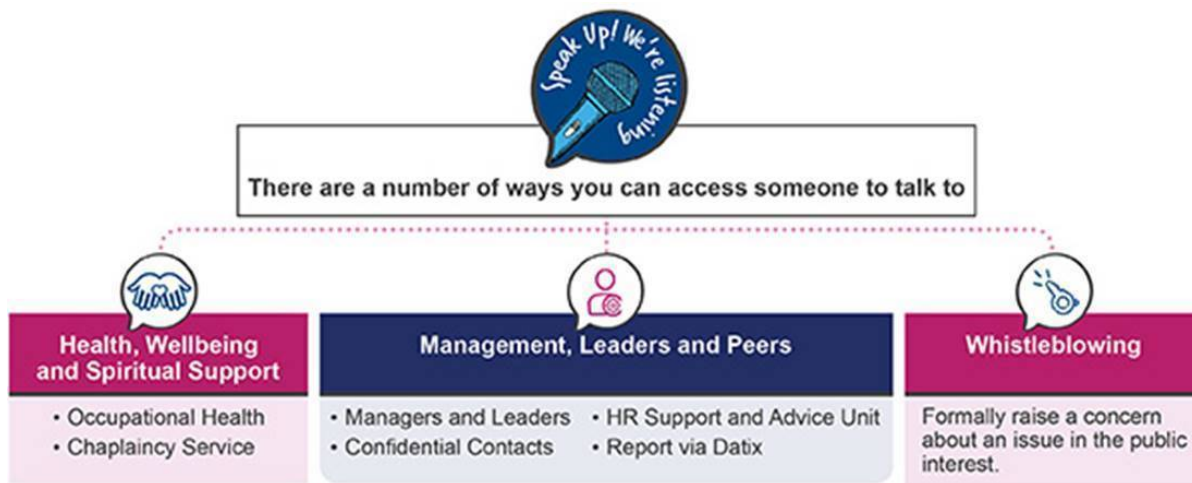 Speak Up! We're listening
There are a number of ways you can access someone to talk to
Health, Wellbeing
and Spiritual Support
• Occupational Health
• Chaplaincy Service
Management, Leaders and Peers
• Managers and Leaders
• Confidential Contacts
• HR Support and Advice Unit
• Report via Datix
Whistleblowing
Formally raise a concern
about an issue in the public
interest.